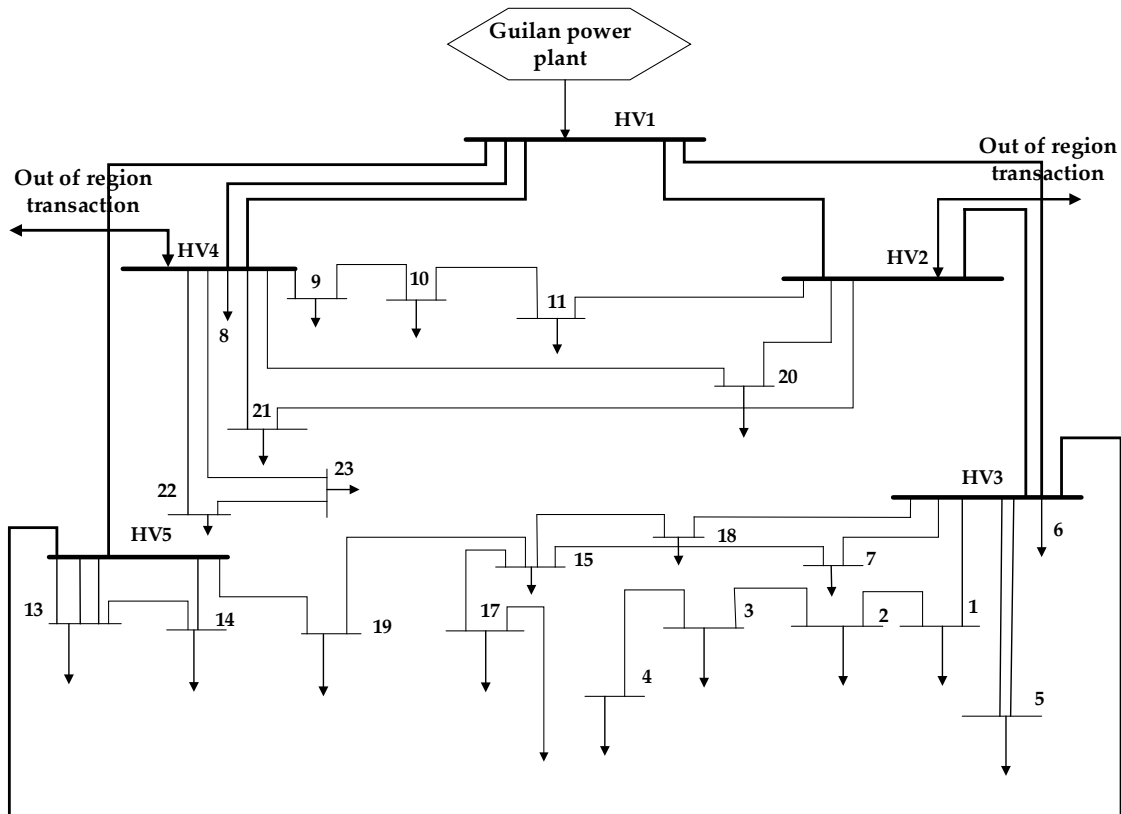 Guilan power
plant
HV1
Out of region
transaction
Out of region
transaction
HV4
HV2
9
10
11
8
20
21
23
22
HV3
HV5
18
6
15
7
13
14
19
17
3
2
1
4
5